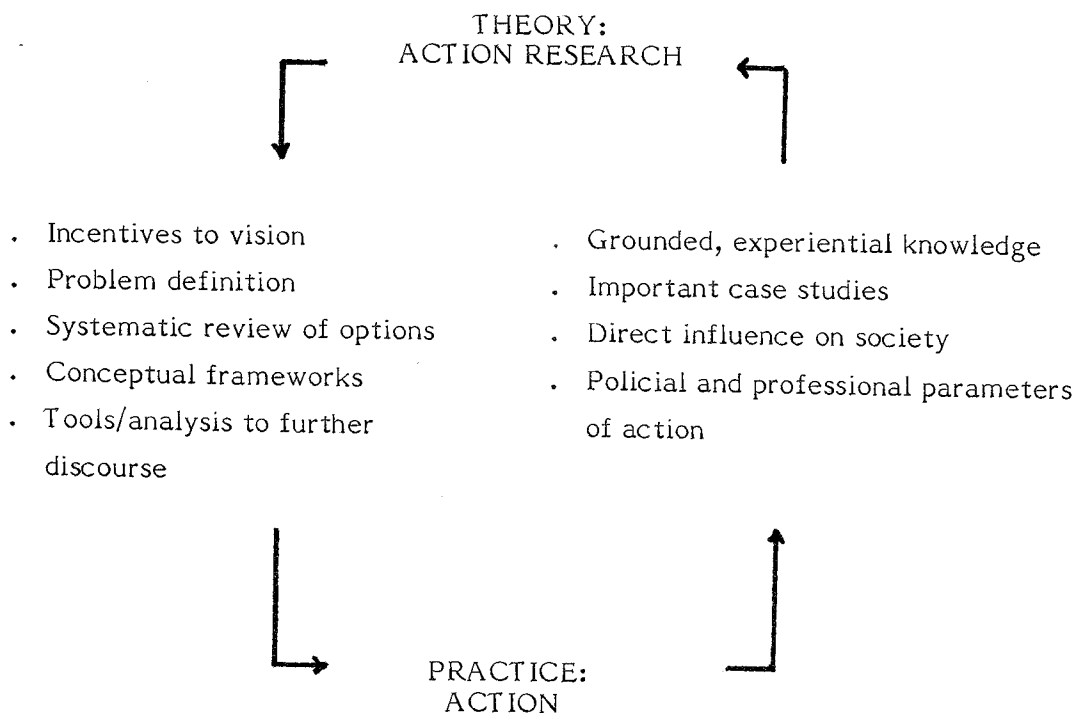 THEORY:
ACTION RESEARCH
. Incentives to vision
. Problem definition
. Systematic review of options
. Conceptual frameworks
. Tools/analysis to further
discourse
. Grounded, experiential knowledge
. Important case studies
. Direct influence on society
. Policial and professional parameters
of action
PRACTICE:
ACTION